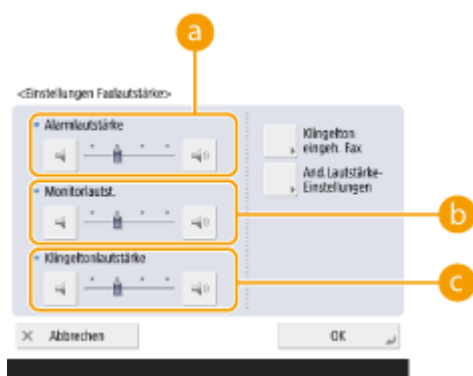 a
<Einstellungen Faxlautstärke>
Alarmlautstärke
Monitorlautst.
Klingeltonlautstärke
Klingelton
eingeh. Fax
And.Lautstärke-
Einstellungen
b
c
× Abbrechen
OK